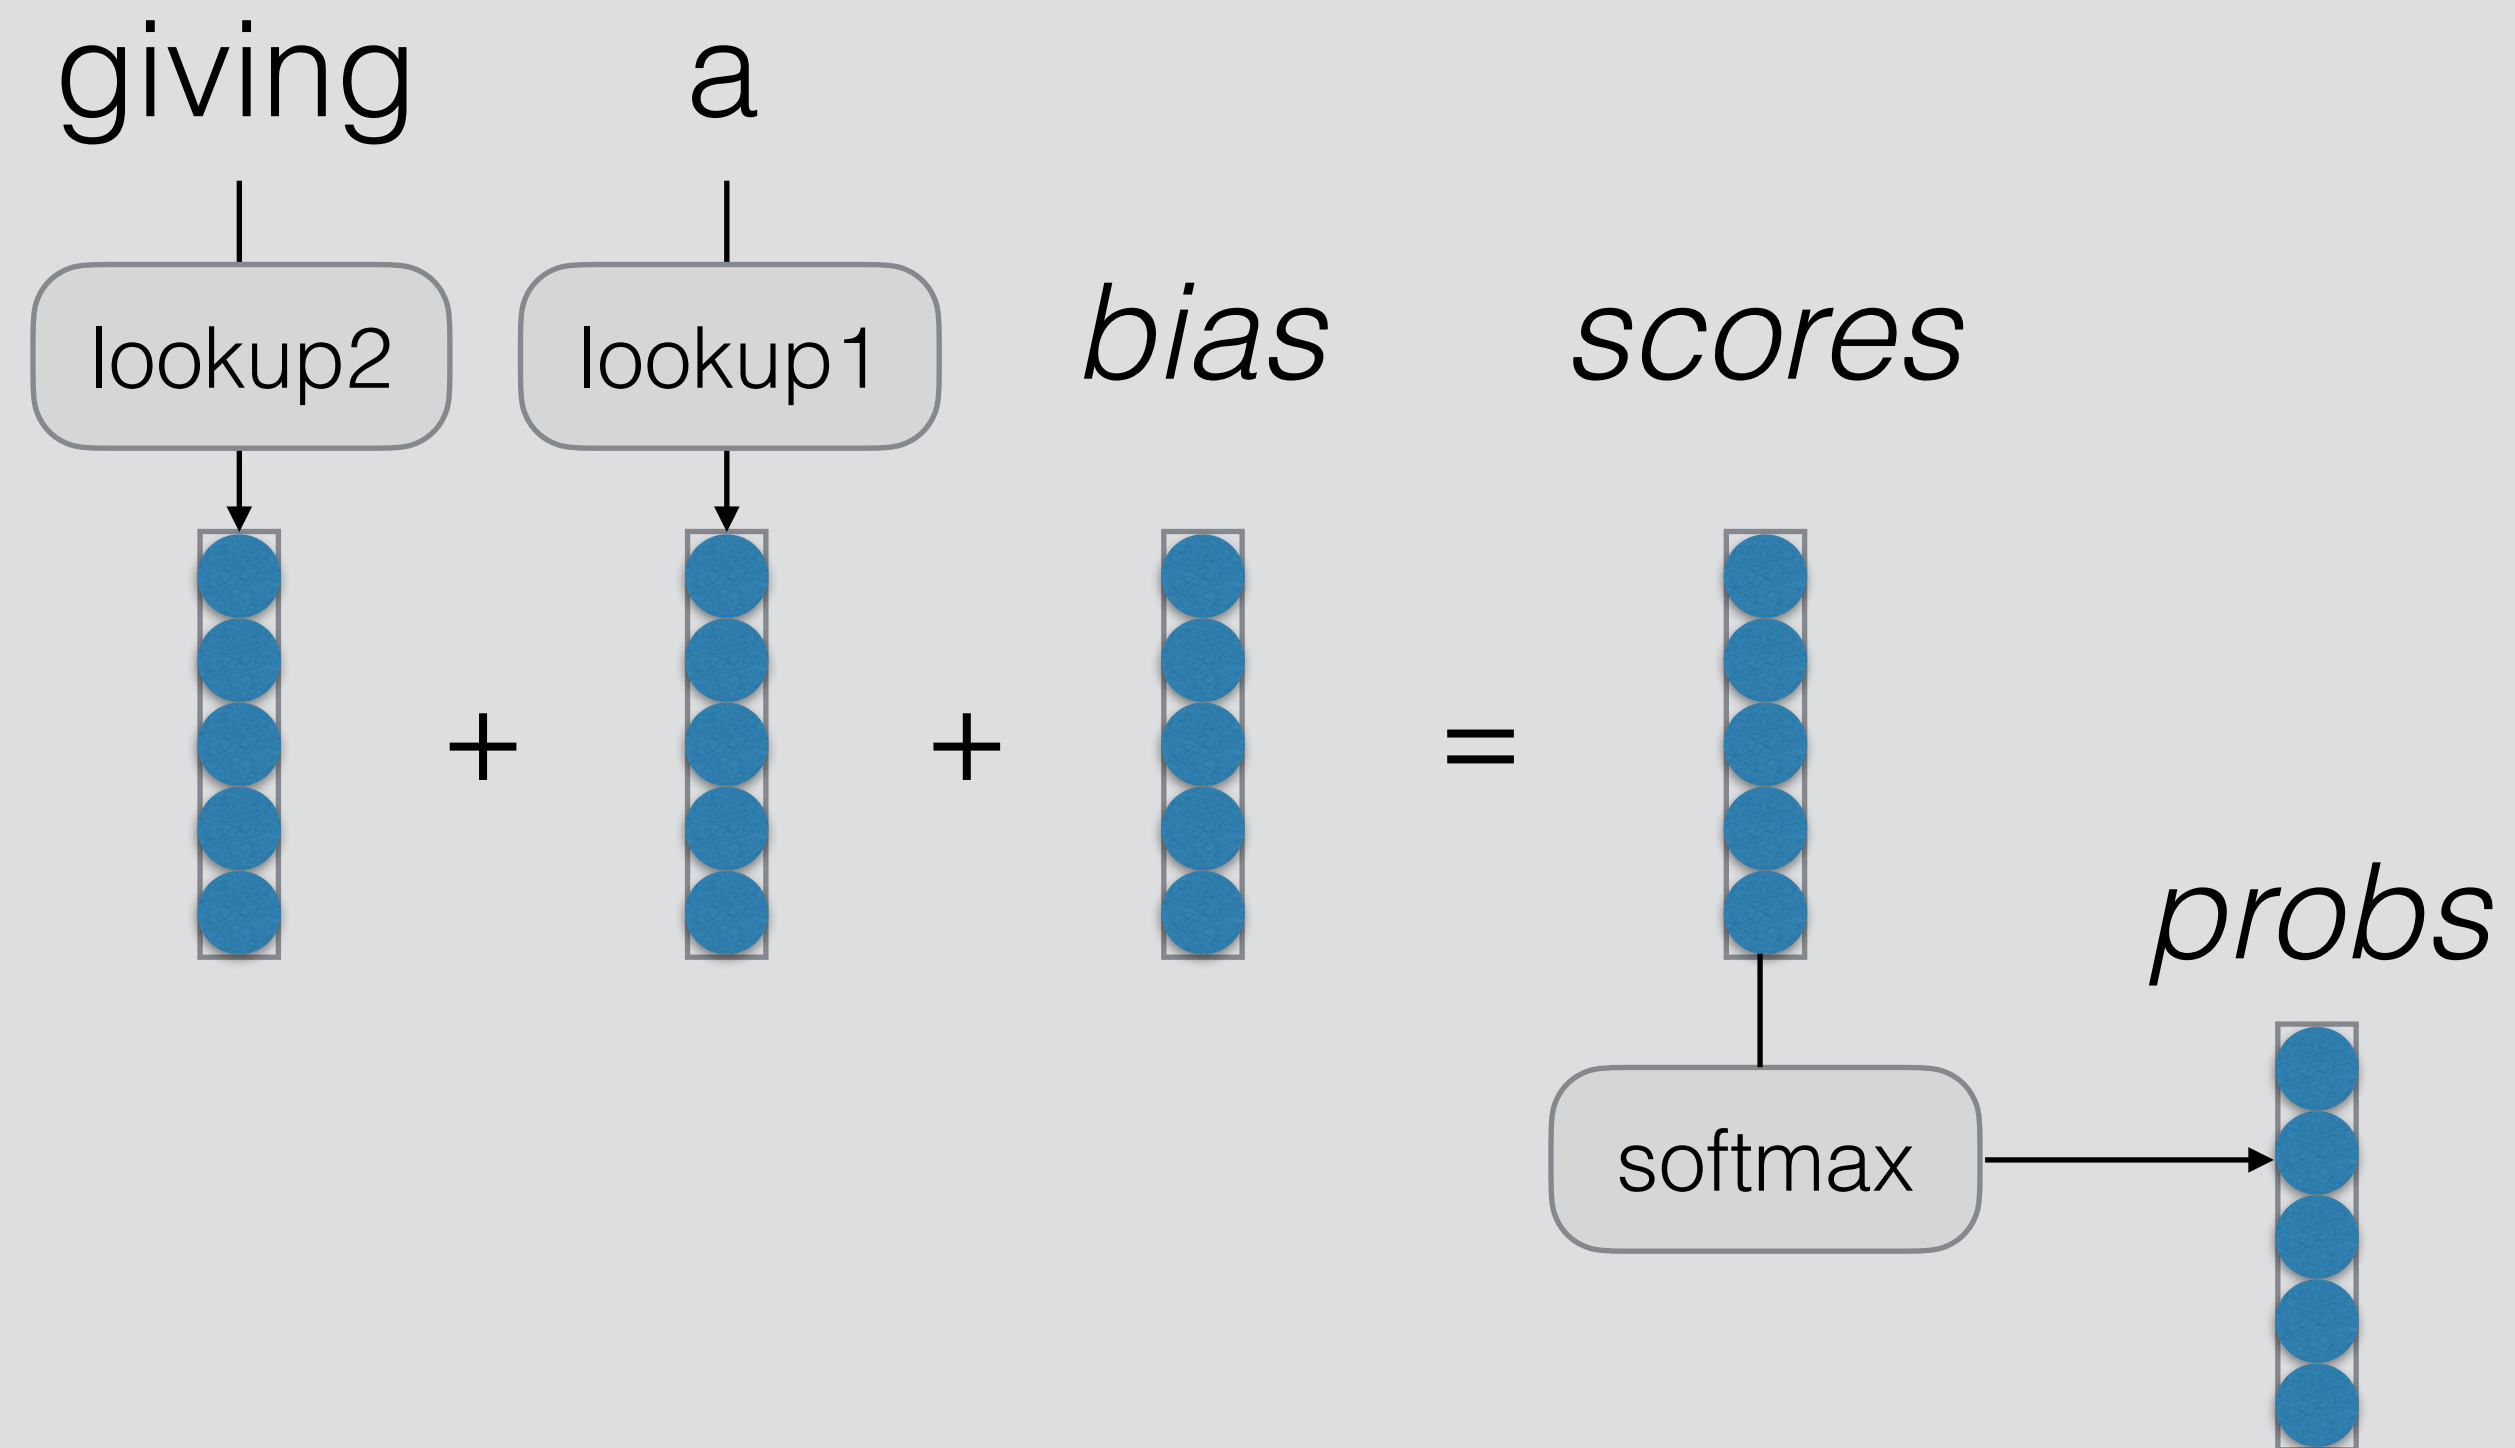 giving a
lookup2 lookup1 bias scores
+ + =
probs
softmax